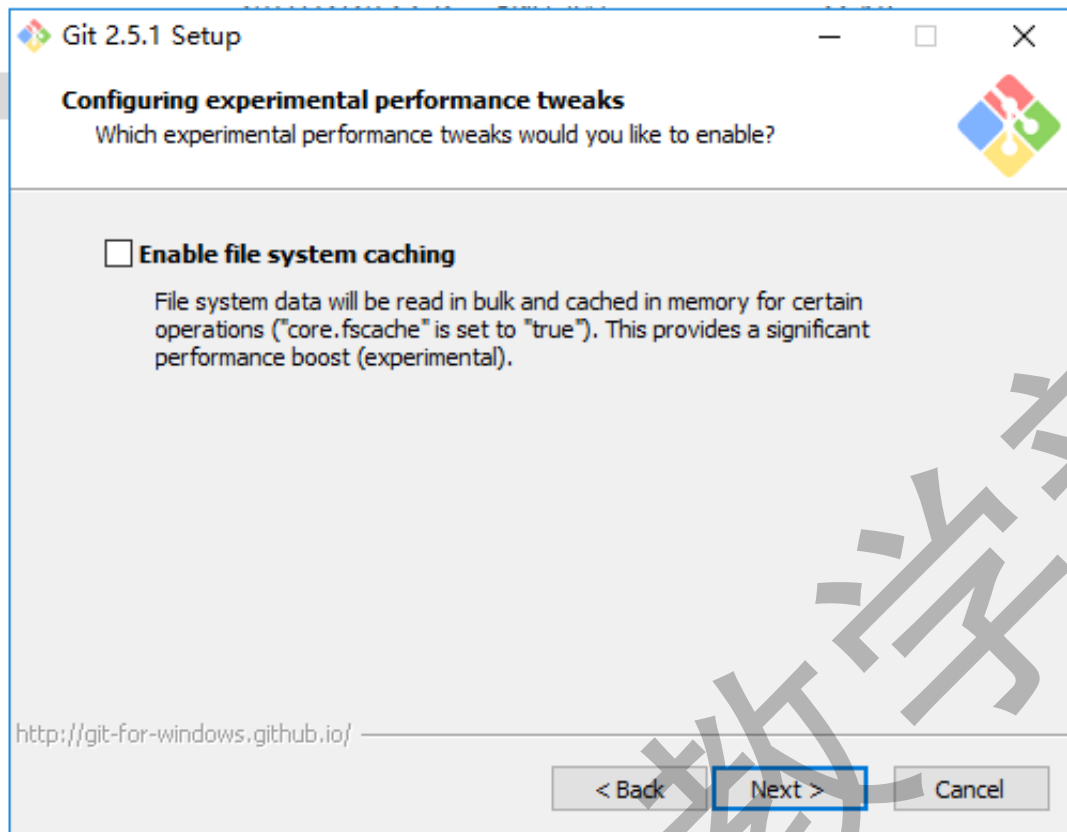 Git 2.5.1 Setup
Configuring experimental performance tweaks
Which experimental performance tweaks would you like to enable?
Enable file system caching
File system data will be read in bulk and cached in memory for certain
operations ("core.fscache" is set to "true"). This provides a significant
performance boost (experimental).
http://git-for-windows.github.io/
< Back
Next >
Cancel